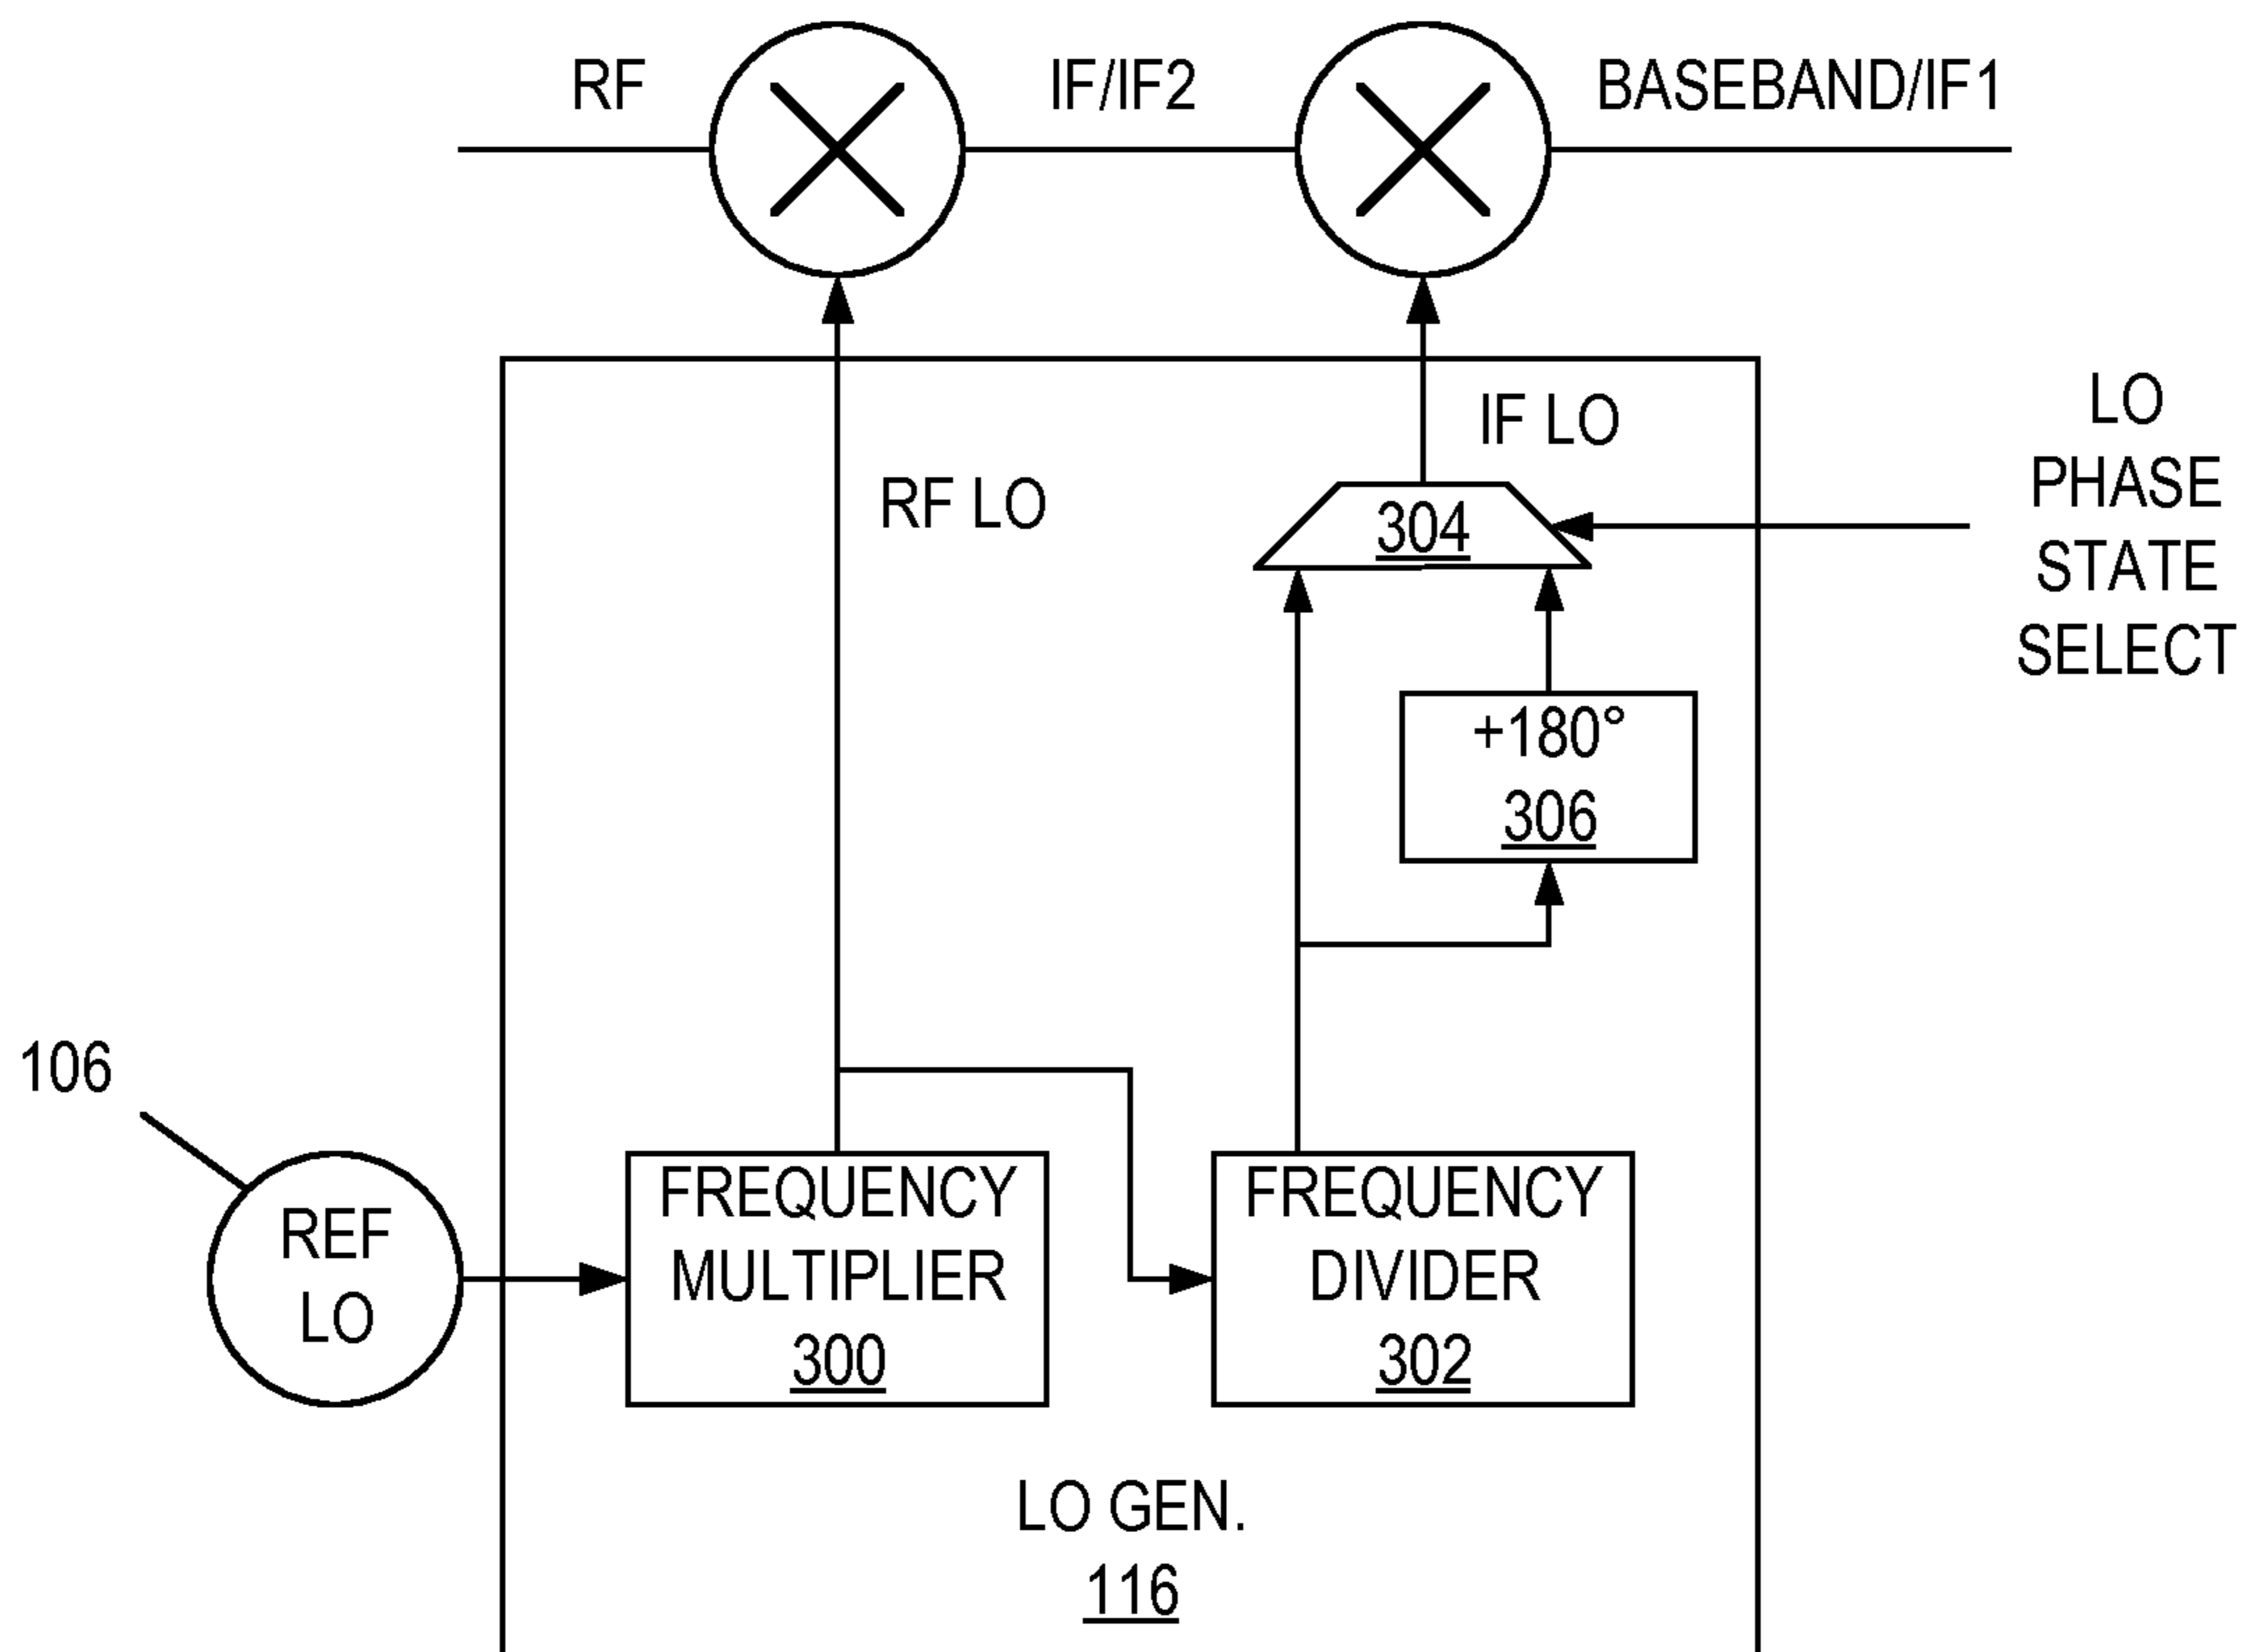 RF
IF/IF2
BASEBAND/IF1
LO
PHASE
STATE
SELECT
IF LO
RF LO
304
+180°
306
106
REF
LO
FREQUENCY
MULTIPLIER
300
FREQUENCY
DIVIDER
302
LO GEN.
116